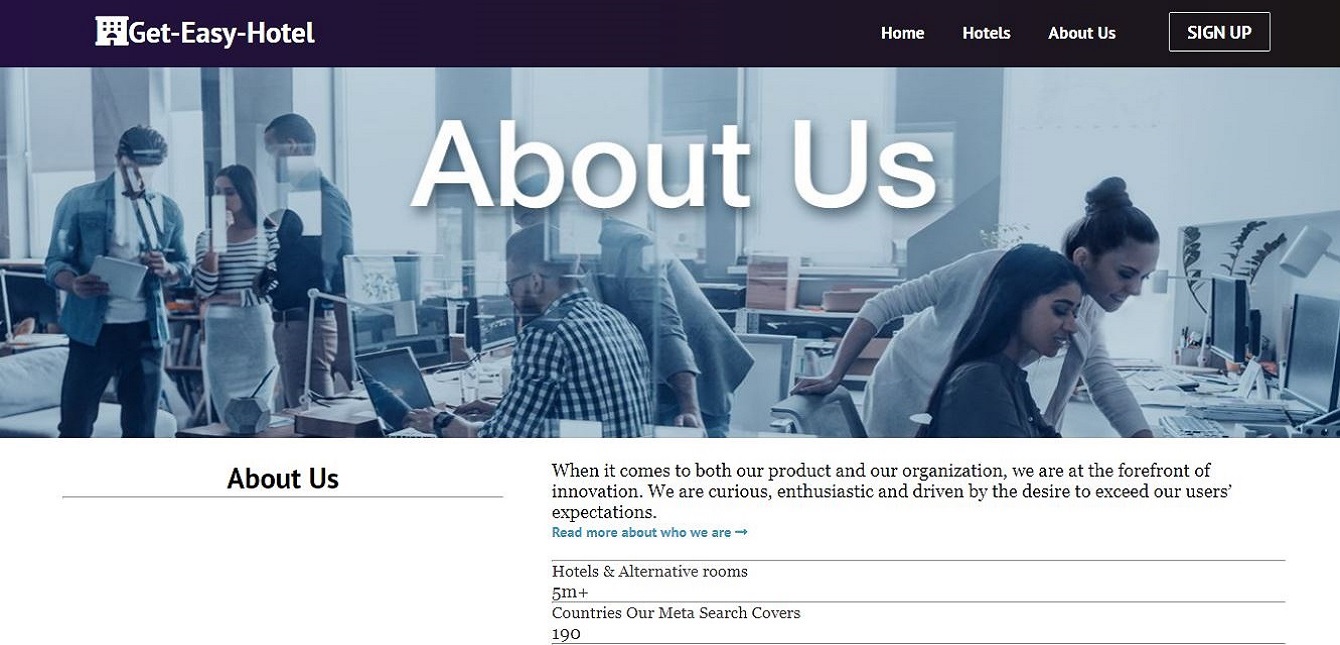 Get-Easy-Hotel
Home Hotels About Us SIGN UP
About Us
About Us
When it comes to both our product and our organization, we are at the forefront of
innovation. We are curious, enthusiastic and driven by the desire to exceed our users’
expectations.
Read more about who we are →
Hotels & Alternative rooms
5m+
Countries Our Meta Search Covers
190